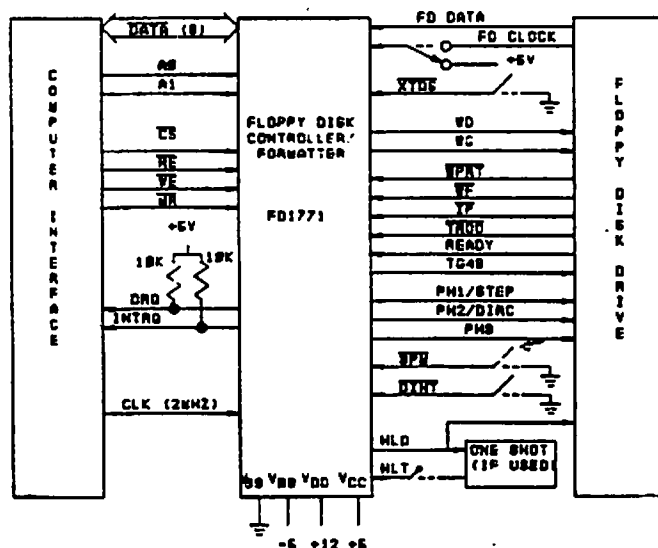 COMPUTER INTERFACE
DATA (8)
A0
A1
CS
RE
WE
MR
+5V
10K
10K
DRQ
INTRQ
CLK (2MHZ)
FLOPPY DISK
CONTROLLER/
FORMATTER
FD1771
VSS VBB VDD VCC
-5 +12 +5
FD DATA
FD CLOCK
+5V
XTDS
WD
WG
WPRT
WF
IP
TR00
READY
TG43
PH1/STEP
PH2/DIRC
PH3
3PM
DINT
HLD
HLT
ONE SHOT
(IF USED)
FLOPPY DISK DRIVE